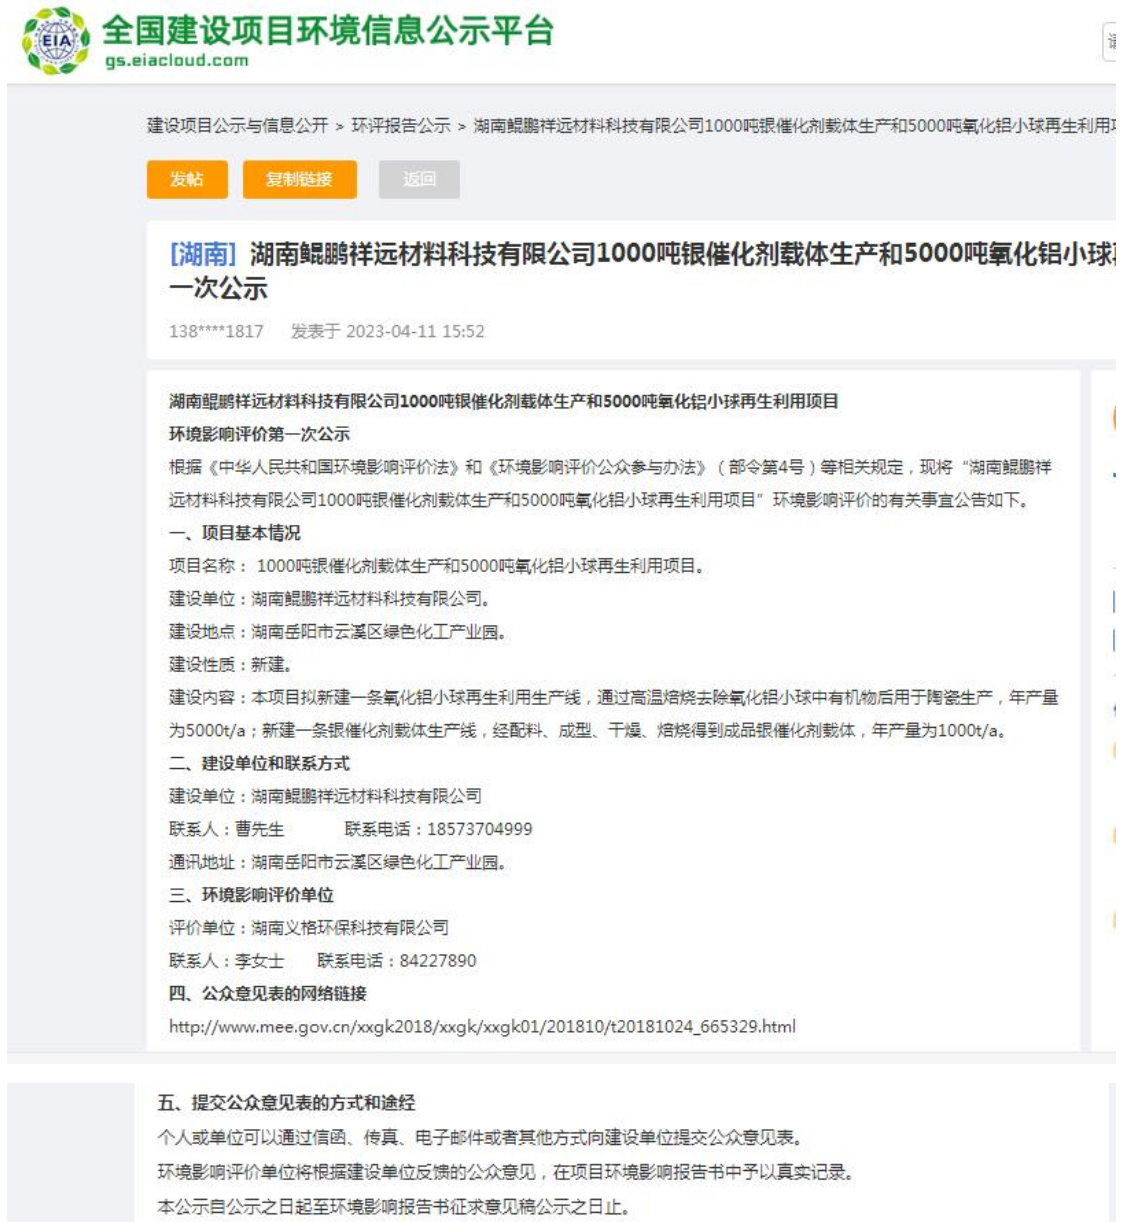 EIA
全国建设项目环境信息公示平台
gs.eiacloud.com
建设项目公示与信息公开 > 环评报告公示 > 湖南鲲鹏祥远材料科技有限公司1000吨银催化剂载体生产和5000吨氧化铝小球再生利用
发帖 复制链接 返回
[湖南] 湖南鲲鹏祥远材料科技有限公司1000吨银催化剂载体生产和5000吨氧化铝小球
一次公示
138****1817 发表于 2023-04-11 15:52
湖南鲲鹏祥远材料科技有限公司1000吨银催化剂载体生产和5000吨氧化铝小球再生利用项目
环境影响评价第一次公示
根据《中华人民共和国环境影响评价法》和《环境影响评价公众参与办法》（部令第4号）等相关规定，现将“湖南鲲鹏祥
远材料科技有限公司1000吨银催化剂载体生产和5000吨氧化铝小球再生利用项目”环境影响评价的有关事宜公告如下。
一、项目基本情况
项目名称： 1000吨银催化剂载体生产和5000吨氧化铝小球再生利用项目。
建设单位：湖南鲲鹏祥远材料科技有限公司。
建设地点：湖南岳阳市云溪区绿色化工产业园。
建设性质：新建。
建设内容：本项目拟新建一条氧化铝小球再生利用生产线，通过高温焙烧去除氧化铝小球中有机物后用于陶瓷生产，年产量
为5000t/a；新建一条银催化剂载体生产线，经配料、成型、干燥、焙烧得到成品银催化剂载体，年产量为1000t/a。
二、建设单位和联系方式
建设单位：湖南鲲鹏祥远材料科技有限公司
联系人：曹先生 联系电话：18573704999
通讯地址：湖南岳阳市云溪区绿色化工产业园。
三、环境影响评价单位
评价单位：湖南义格环保科技有限公司
联系人：李女士 联系电话：84227890
四、公众意见表的网络链接
http://www.mee.gov.cn/xxgk2018/xxgk/xxgk01/201810/t20181024_665329.html
五、提交公众意见表的方式和途经
个人或单位可以通过信函、传真、电子邮件或者其他方式向建设单位提交公众意见表。
环境影响评价单位将根据建设单位反馈的公众意见，在项目环境影响报告书中予以真实记录。
本公示自公示之日起至环境影响报告书征求意见稿公示之日止。